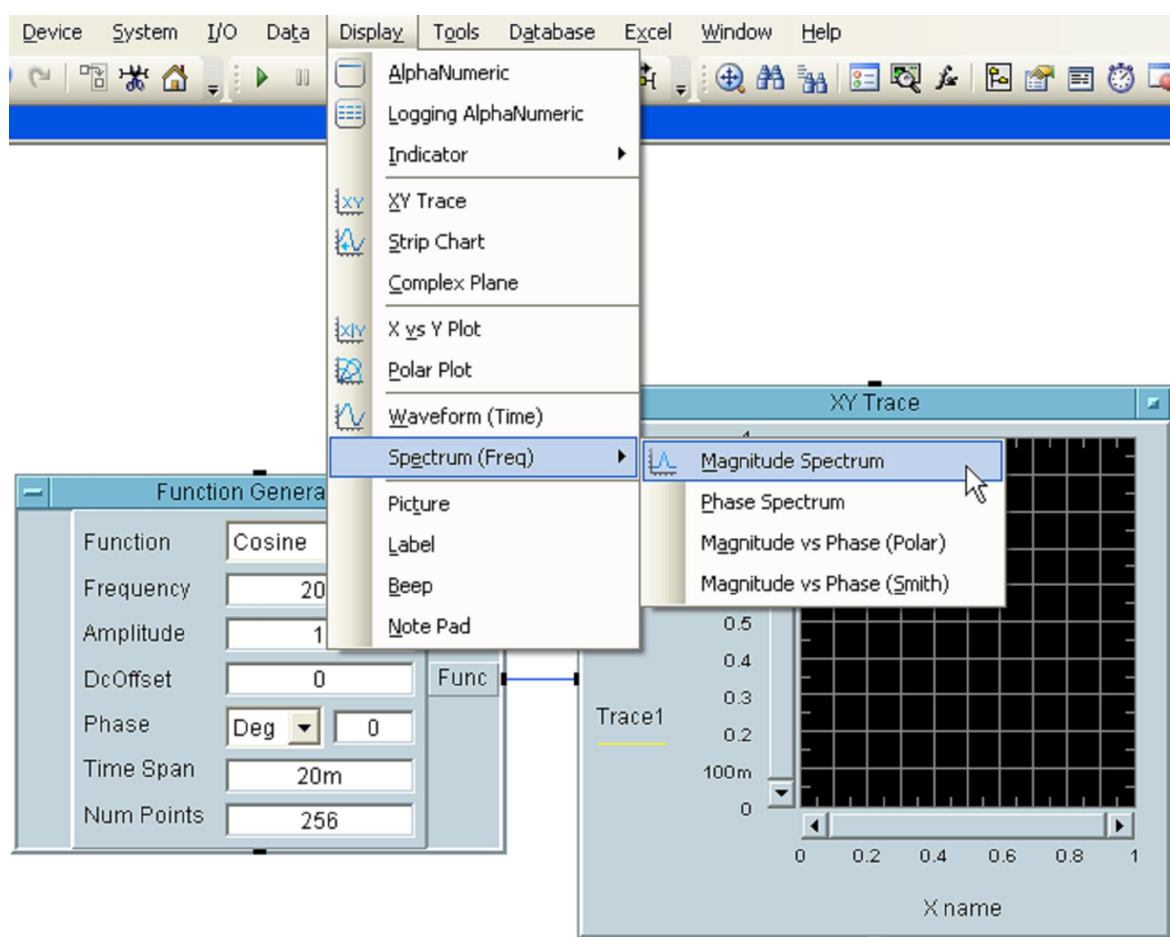 Device System I/O Data Display Tools Database Excel Window Help
AlphaNumeric
Logging AlphaNumeric
Indicator
XY XY Trace
Strip Chart
Complex Plane
X|Y X vs Y Plot
Polar Plot
Waveform (Time)
Spectrum (Freq)
Picture
Label
Beep
Note Pad
Magnitude Spectrum
Phase Spectrum
Magnitude vs Phase (Polar)
Magnitude vs Phase (Smith)
Function Genera
Function Cosine
Frequency 20
Amplitude 1
DcOffset 0
Phase Deg 0
Time Span 20m
Num Points 256
Func
XY Trace
0.5
0.4
0.3
Trace1
0.2
100m
0
0 0.2 0.4 0.6 0.8 1
X name